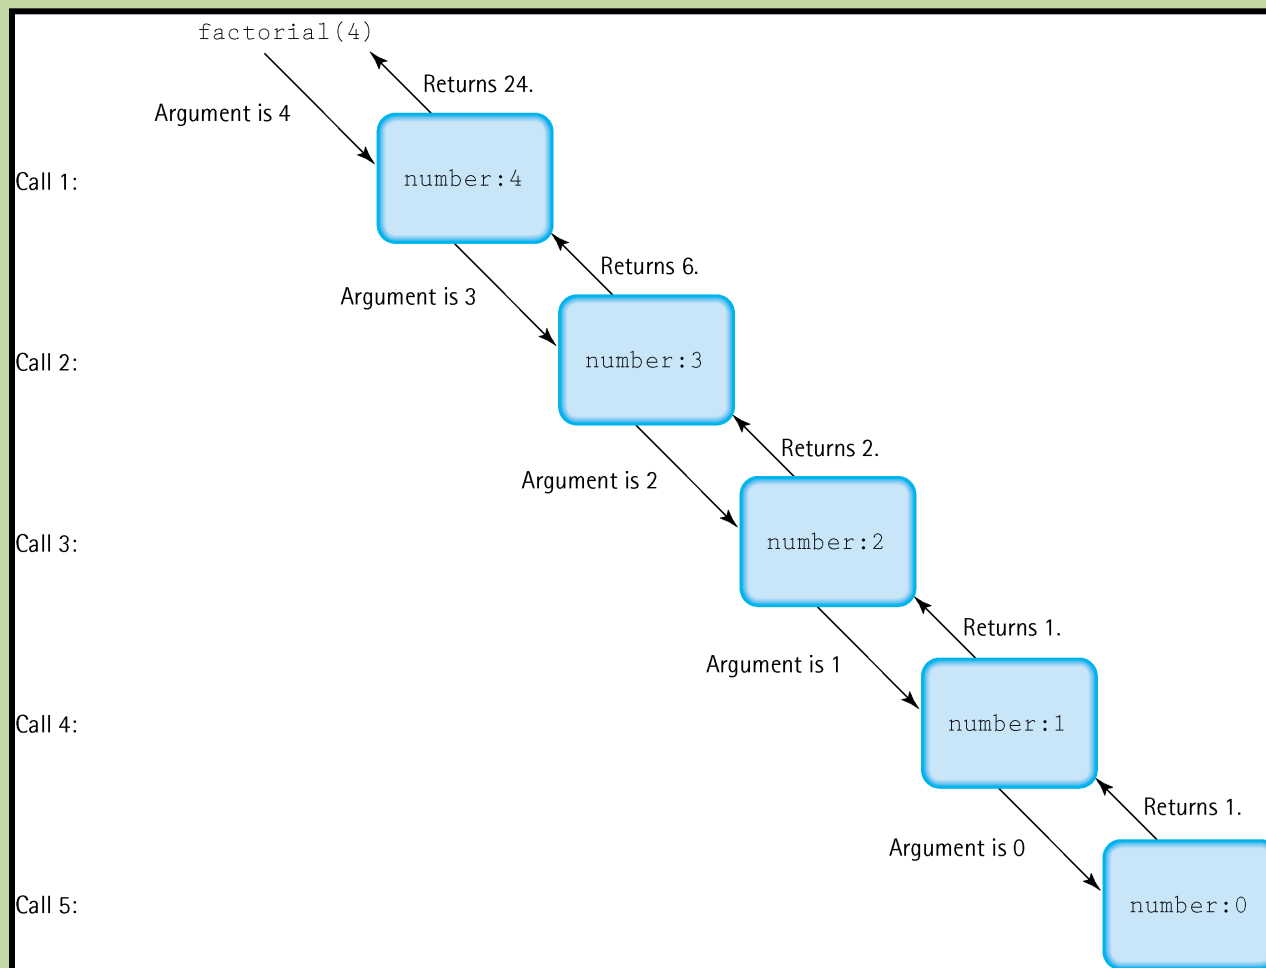 factorial(4)
Returns 24.
Argument is 4
Call 1:
number:4
Returns 6.
Argument is 3
Call 2:
number:3
Returns 2.
Argument is 2
Call 3:
number:2
Returns 1.
Argument is 1
Call 4:
number:1
Returns 1.
Argument is 0
Call 5:
number:0